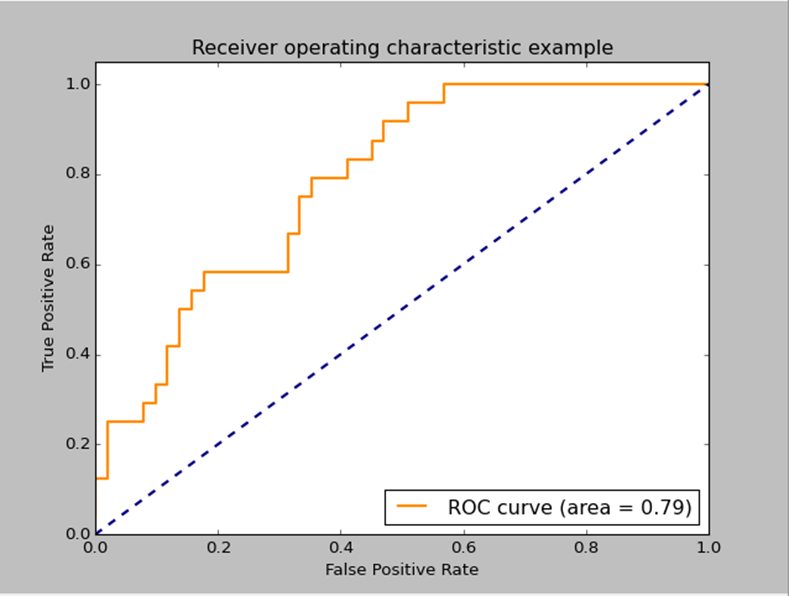 Receiver operating characteristic example
1.0
0.8
0.6
0.4
0.2
0.0
True Positive Rate
ROC curve (area = 0.79)
0.0 0.2 0.4 0.6 0.8 1.0
False Positive Rate